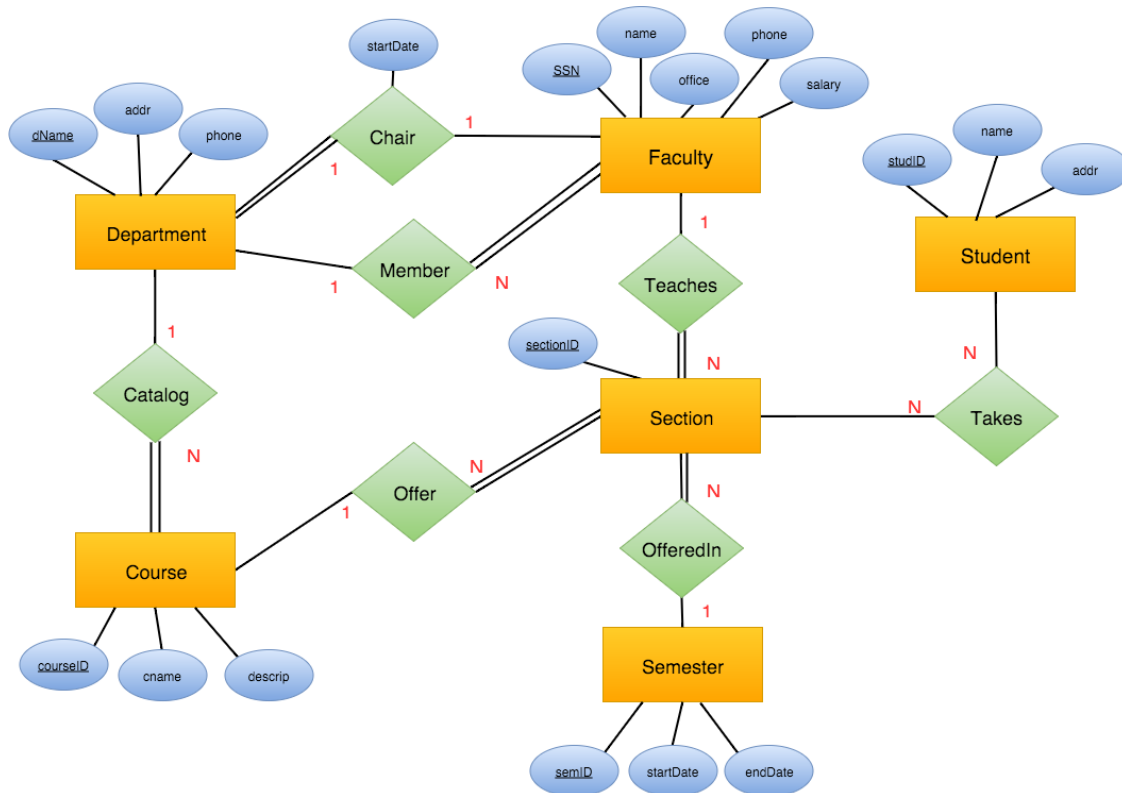 startDate
name
phone
SSN
office
salary
addr
dName
phone
Chair
1
1
Faculty
name
studID
addr
Department
Member
1
N
1
Student
Teaches
1
sectionID
N
N
Catalog
Section
N
Takes
N
Offer
N
1
N
OfferedIn
Course
1
Semester
courseID
cname
descrip
semID
startDate
endDate